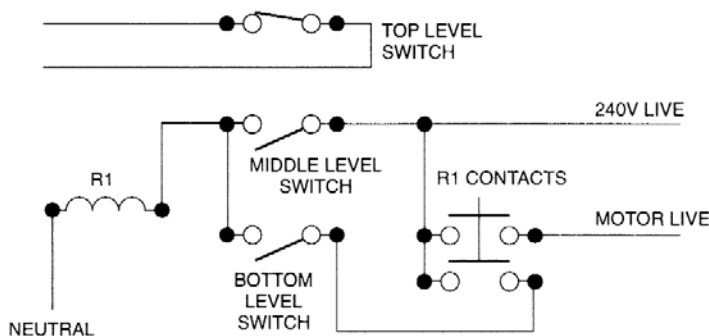 TOP LEVEL
SWITCH
240V LIVE
MIDDLE LEVEL
SWITCH
R1
R1 CONTACTS
MOTOR LIVE
BOTTOM
LEVEL
SWITCH
NEUTRAL